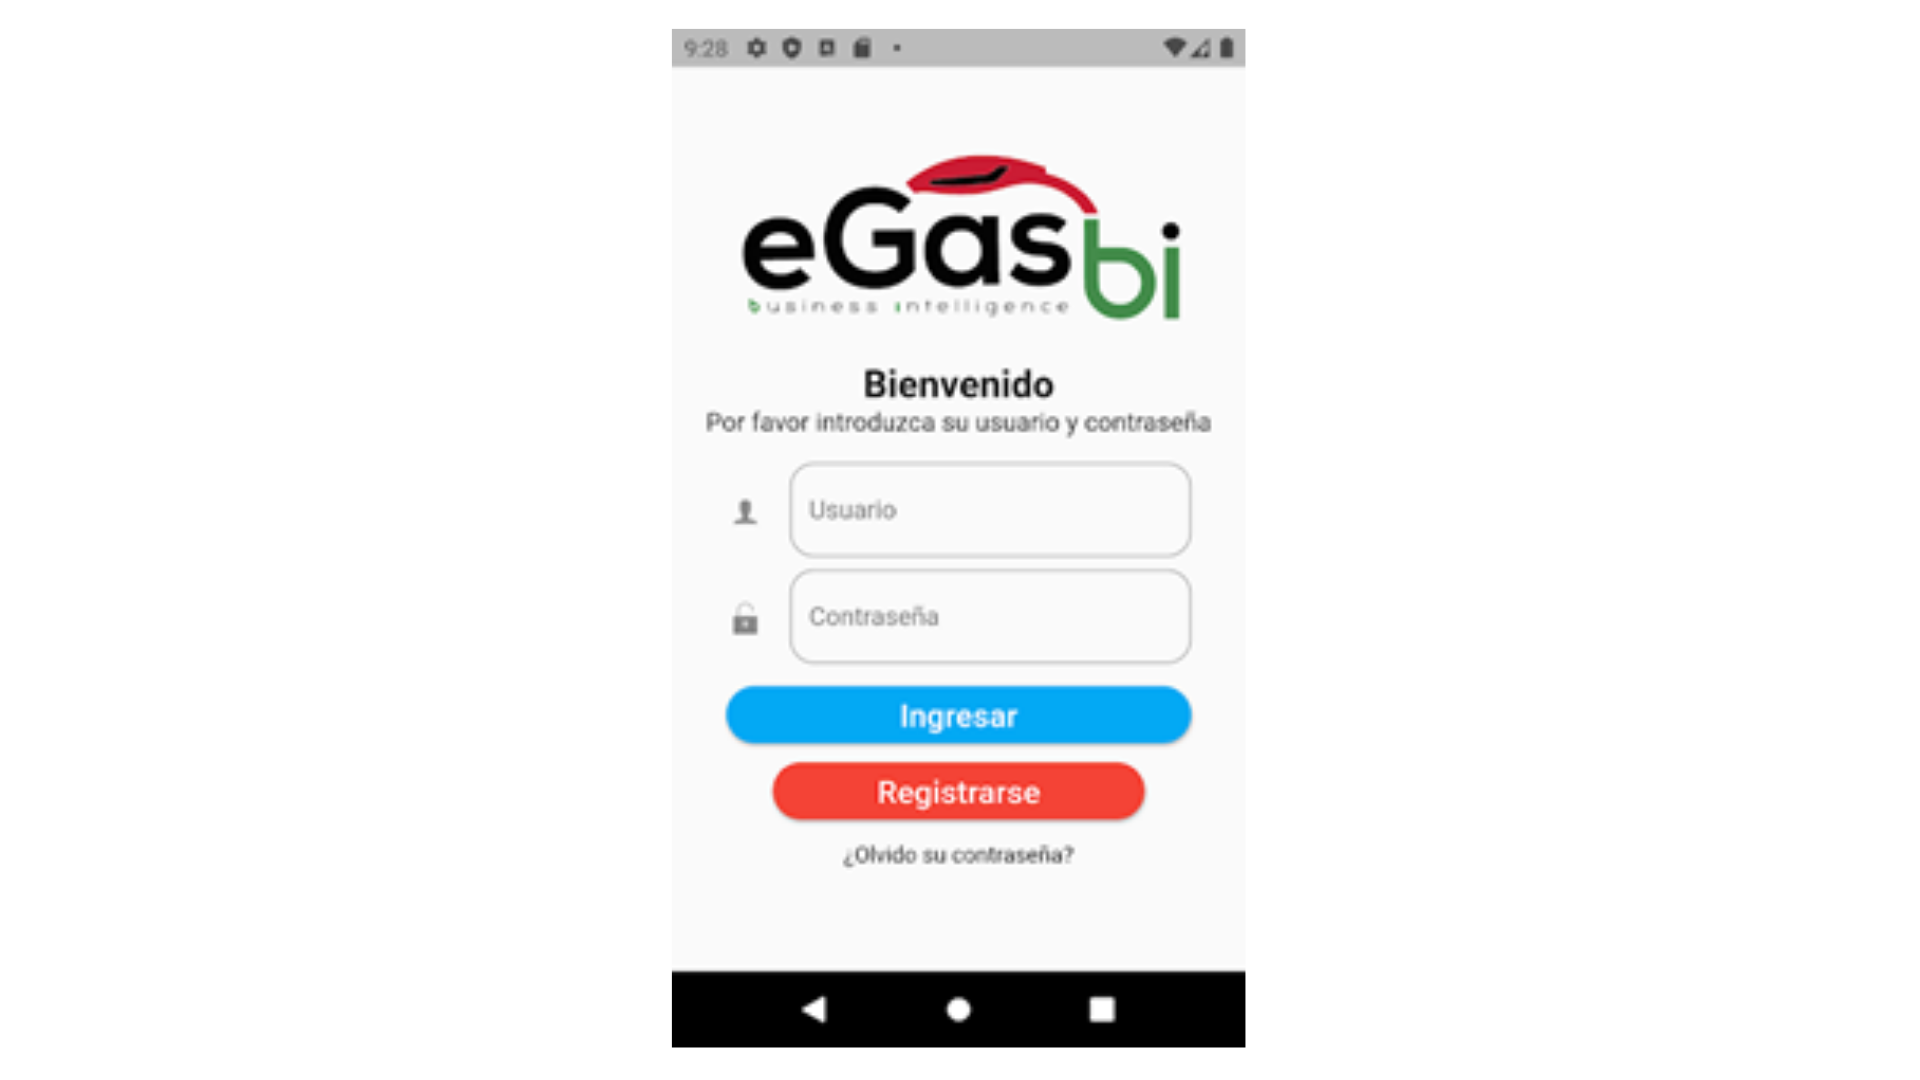 9:28
eGas bi
business intelligence
Bienvenido
Por favor introduzca su usuario y contraseña
Usuario
Contraseña
Ingresar
Registrarse
¿Olvido su contraseña?